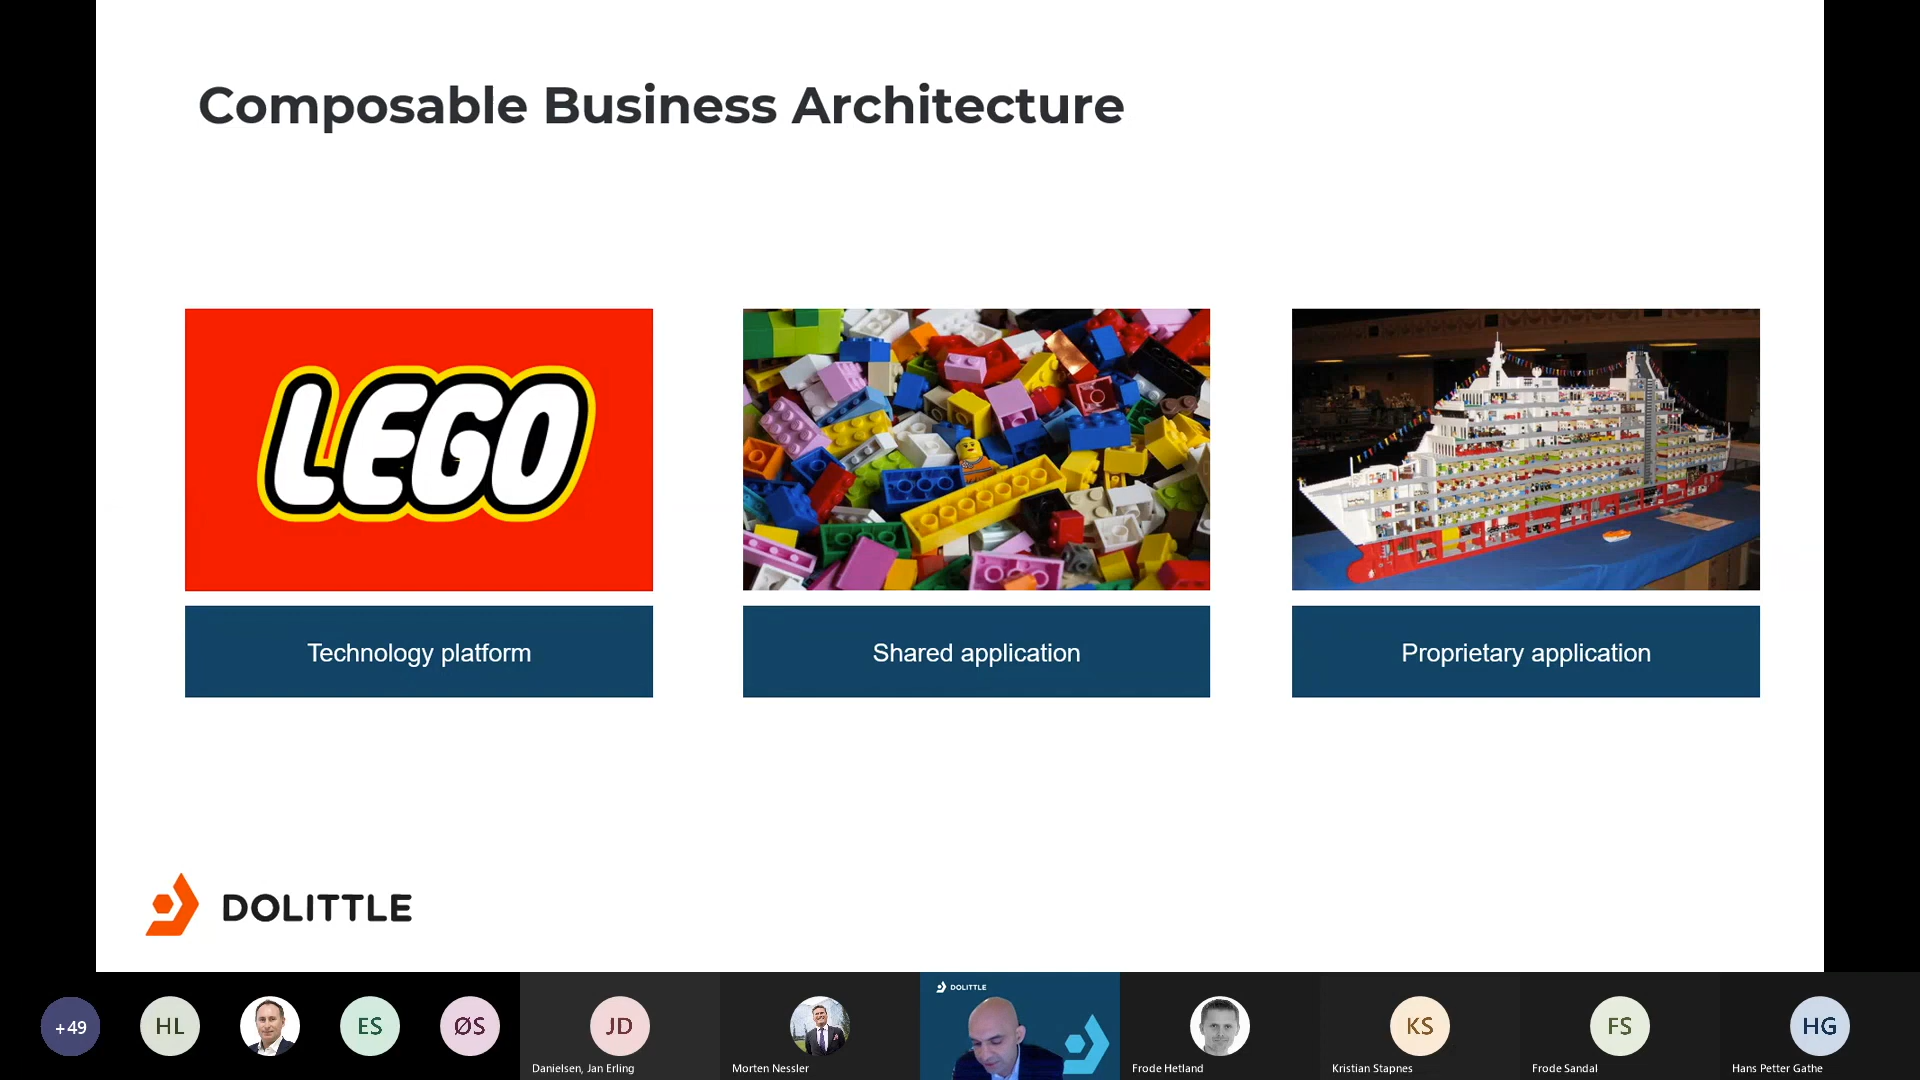 Composable Business Architecture
LEGO
Technology platform
Shared application
Proprietary application
DOLITTLE
+49
HL
ES
ØS
JD
Danielsen, Jan Erling
Morten Nessler
DOLITTLE
Frode Hetland
KS
Kristian Stapnes
FS
Frode Sandal
HG
Hans Petter Gathe